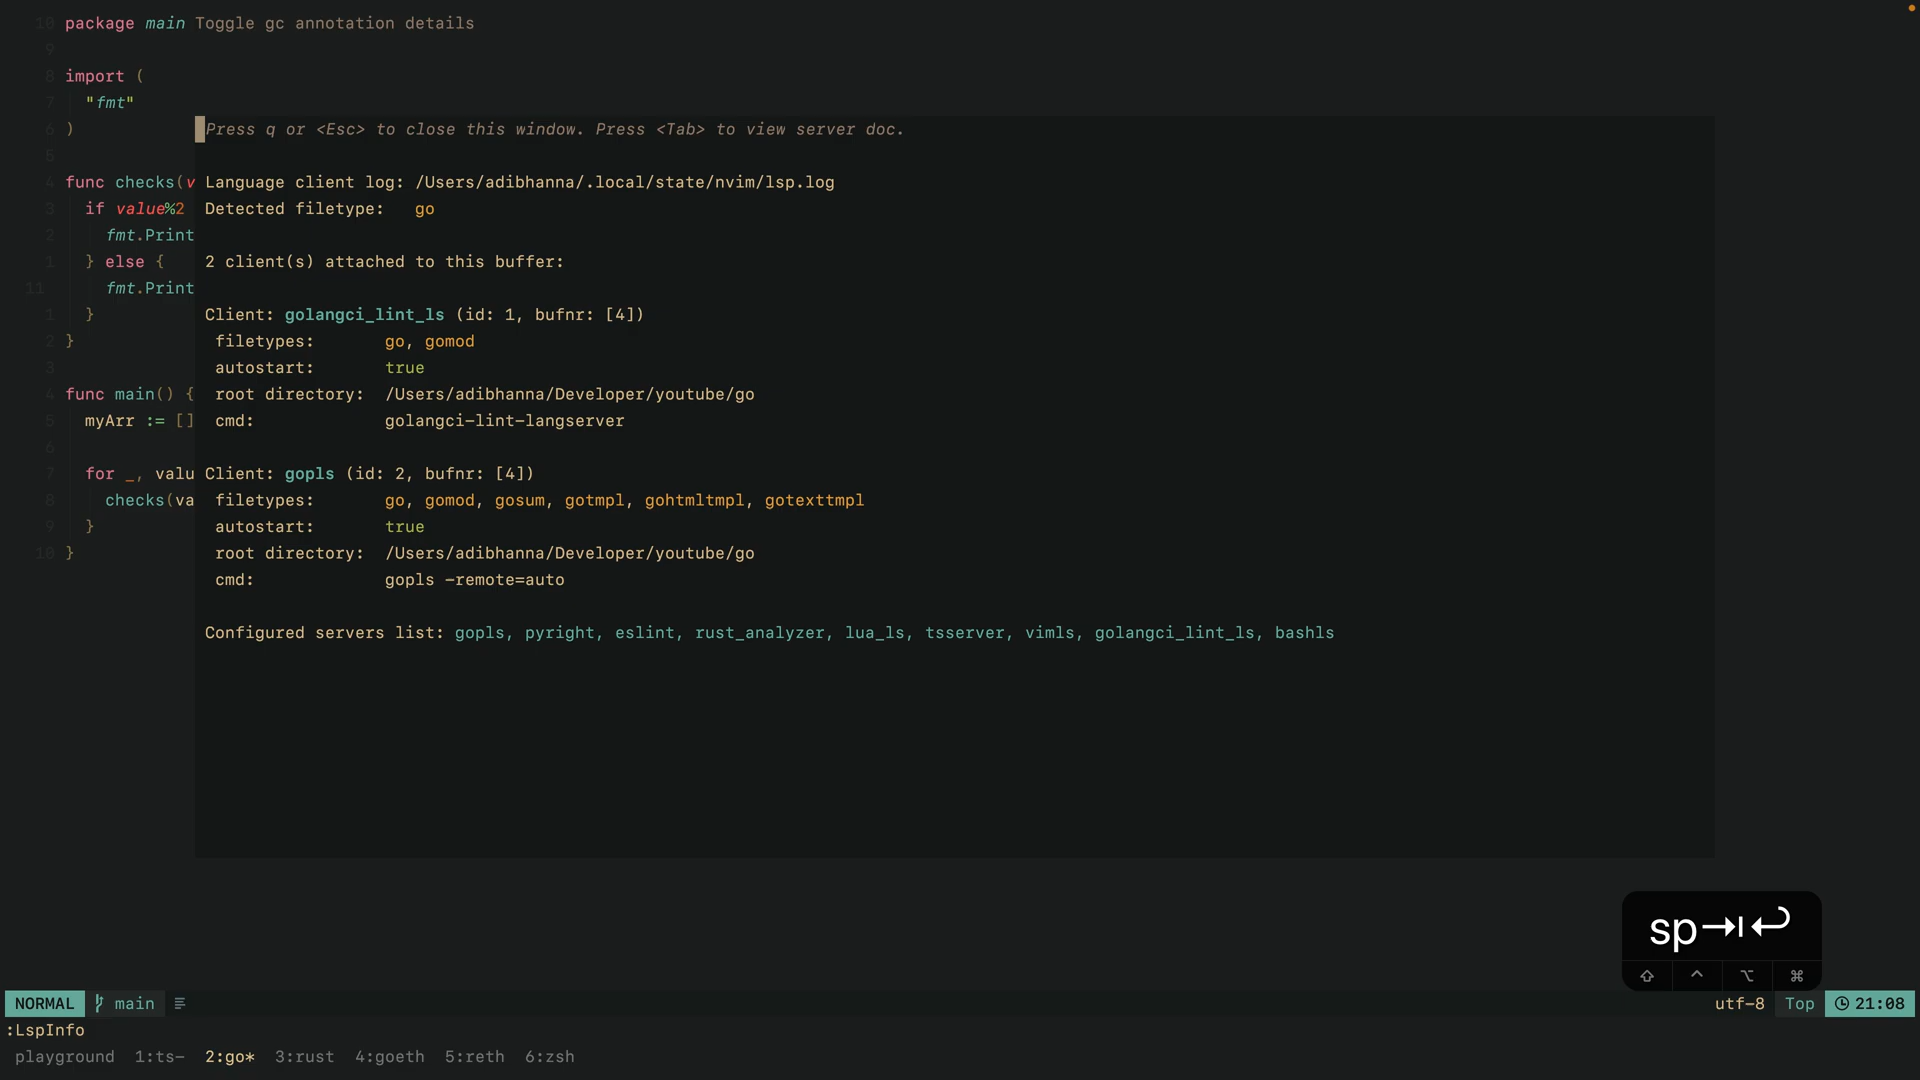 10 package main Toggle gc annotation details
9
8 import (
7 "fmt"
6 ) Press q or <Esc> to close this window. Press <Tab> to view server doc.
5
4 func checks(v Language client log: /Users/adibhanna/.local/state/nvim/lsp.log
3 if value%2 Detected filetype: go
2 fmt.Print
1 } else { 2 client(s) attached to this buffer:
11 fmt.Print
1 } Client: golangci_lint_ls (id: 1, bufnr: [4])
2 } filetypes: go, gomod
3 autostart: true
4 func main() { root directory: /Users/adibhanna/Developer/youtube/go
5 myArr := [] cmd: golangci-lint-langserver
6
7 for _, valu Client: gopls (id: 2, bufnr: [4])
8 checks(va filetypes: go, gomod, gosum, gotmpl, gohtmltmpl, gotexttmpl
9 } autostart: true
10 } root directory: /Users/adibhanna/Developer/youtube/go
cmd: gopls -remote=auto
Configured servers list: gopls, pyright, eslint, rust_analyzer, lua_ls, tsserver, vimls, golangci_lint_ls, bashls
sp⇥↩
⇧ ^ ⌥ ⌘
NORMAL main utf-8 Top 21:08
:LspInfo
playground 1:ts- 2:go* 3:rust 4:goeth 5:reth 6:zsh